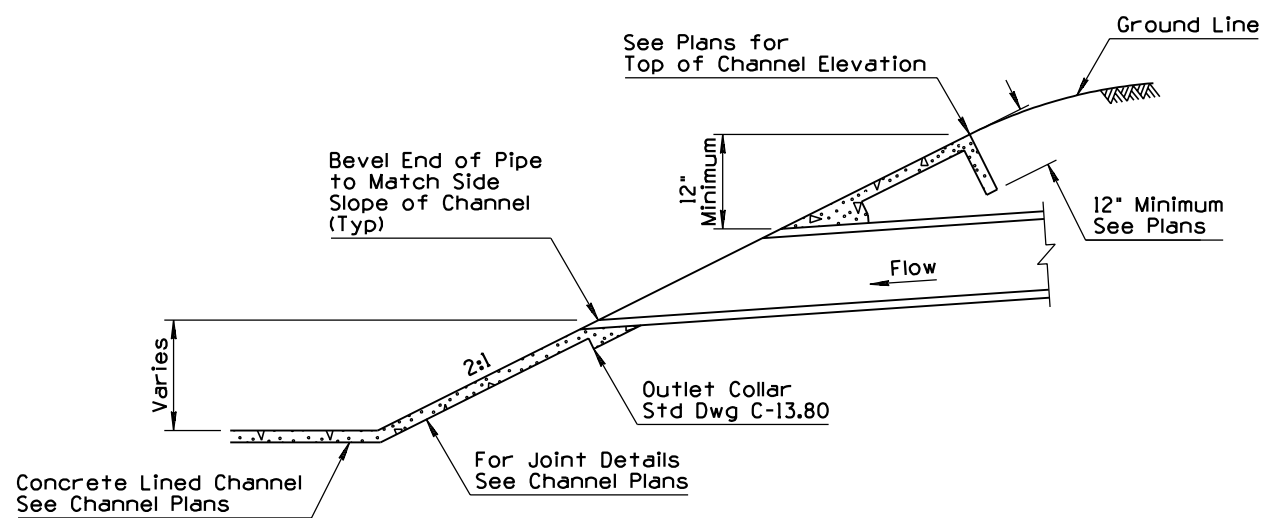 Ground Line
See Plans for
Top of Channel Elevation
Bevel End of Pipe
to Match Side
Slope of Channel
(Typ)
12"
Minimum
12" Minimum
See Plans
Flow
Varies
2:1
Outlet Collar
Std Dwg C-13.80
For Joint Details
See Channel Plans
Concrete Lined Channel
See Channel Plans